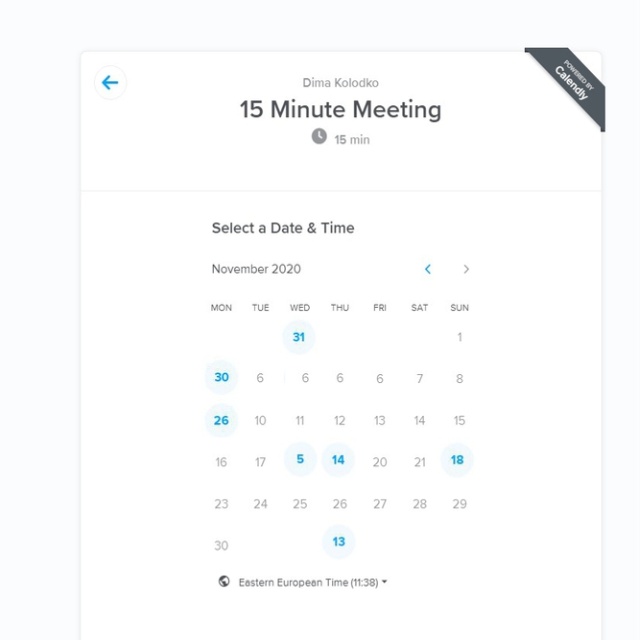 Dima Kolodko
POWERED BY
Calendly
15 Minute Meeting
15 min
Select a Date & Time
November 2020
MON TUE WED THU FRI SAT SUN
31 1
30 6 6 6 6 7 8
26 10 11 12 13 14 15
16 17 5 14 20 21 18
23 24 25 26 27 28 29
30 13
Eastern European Time (11:38)